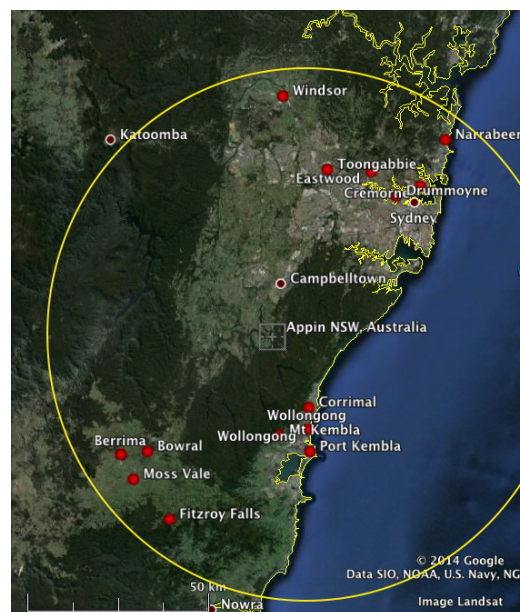 Windsor
Katoomba
Narrabeen
Toongabbie
Eastwood
Cremorne
Drummoyne
Sydney
Campbelltown
Appin NSW, Australia
Corrimal
Wollongong
Wollongong
Mt Kembla
Port Kembla
Berrima
Bowral
Moss Vale
Fitzroy Falls
50 km
Nowra
© 2014 Google
Data SIO, NOAA, U.S. Navy, NG
Image Landsat